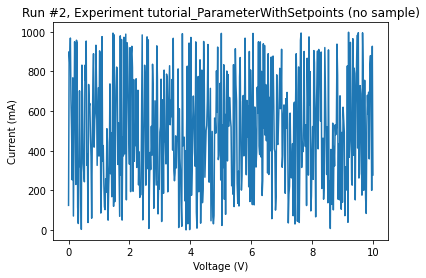 Run #2, Experiment tutorial_ParameterWithSetpoints (no sample)
1000
800
600
400
200
0
Current (mA)
0 2 4 6 8 10
Voltage (V)